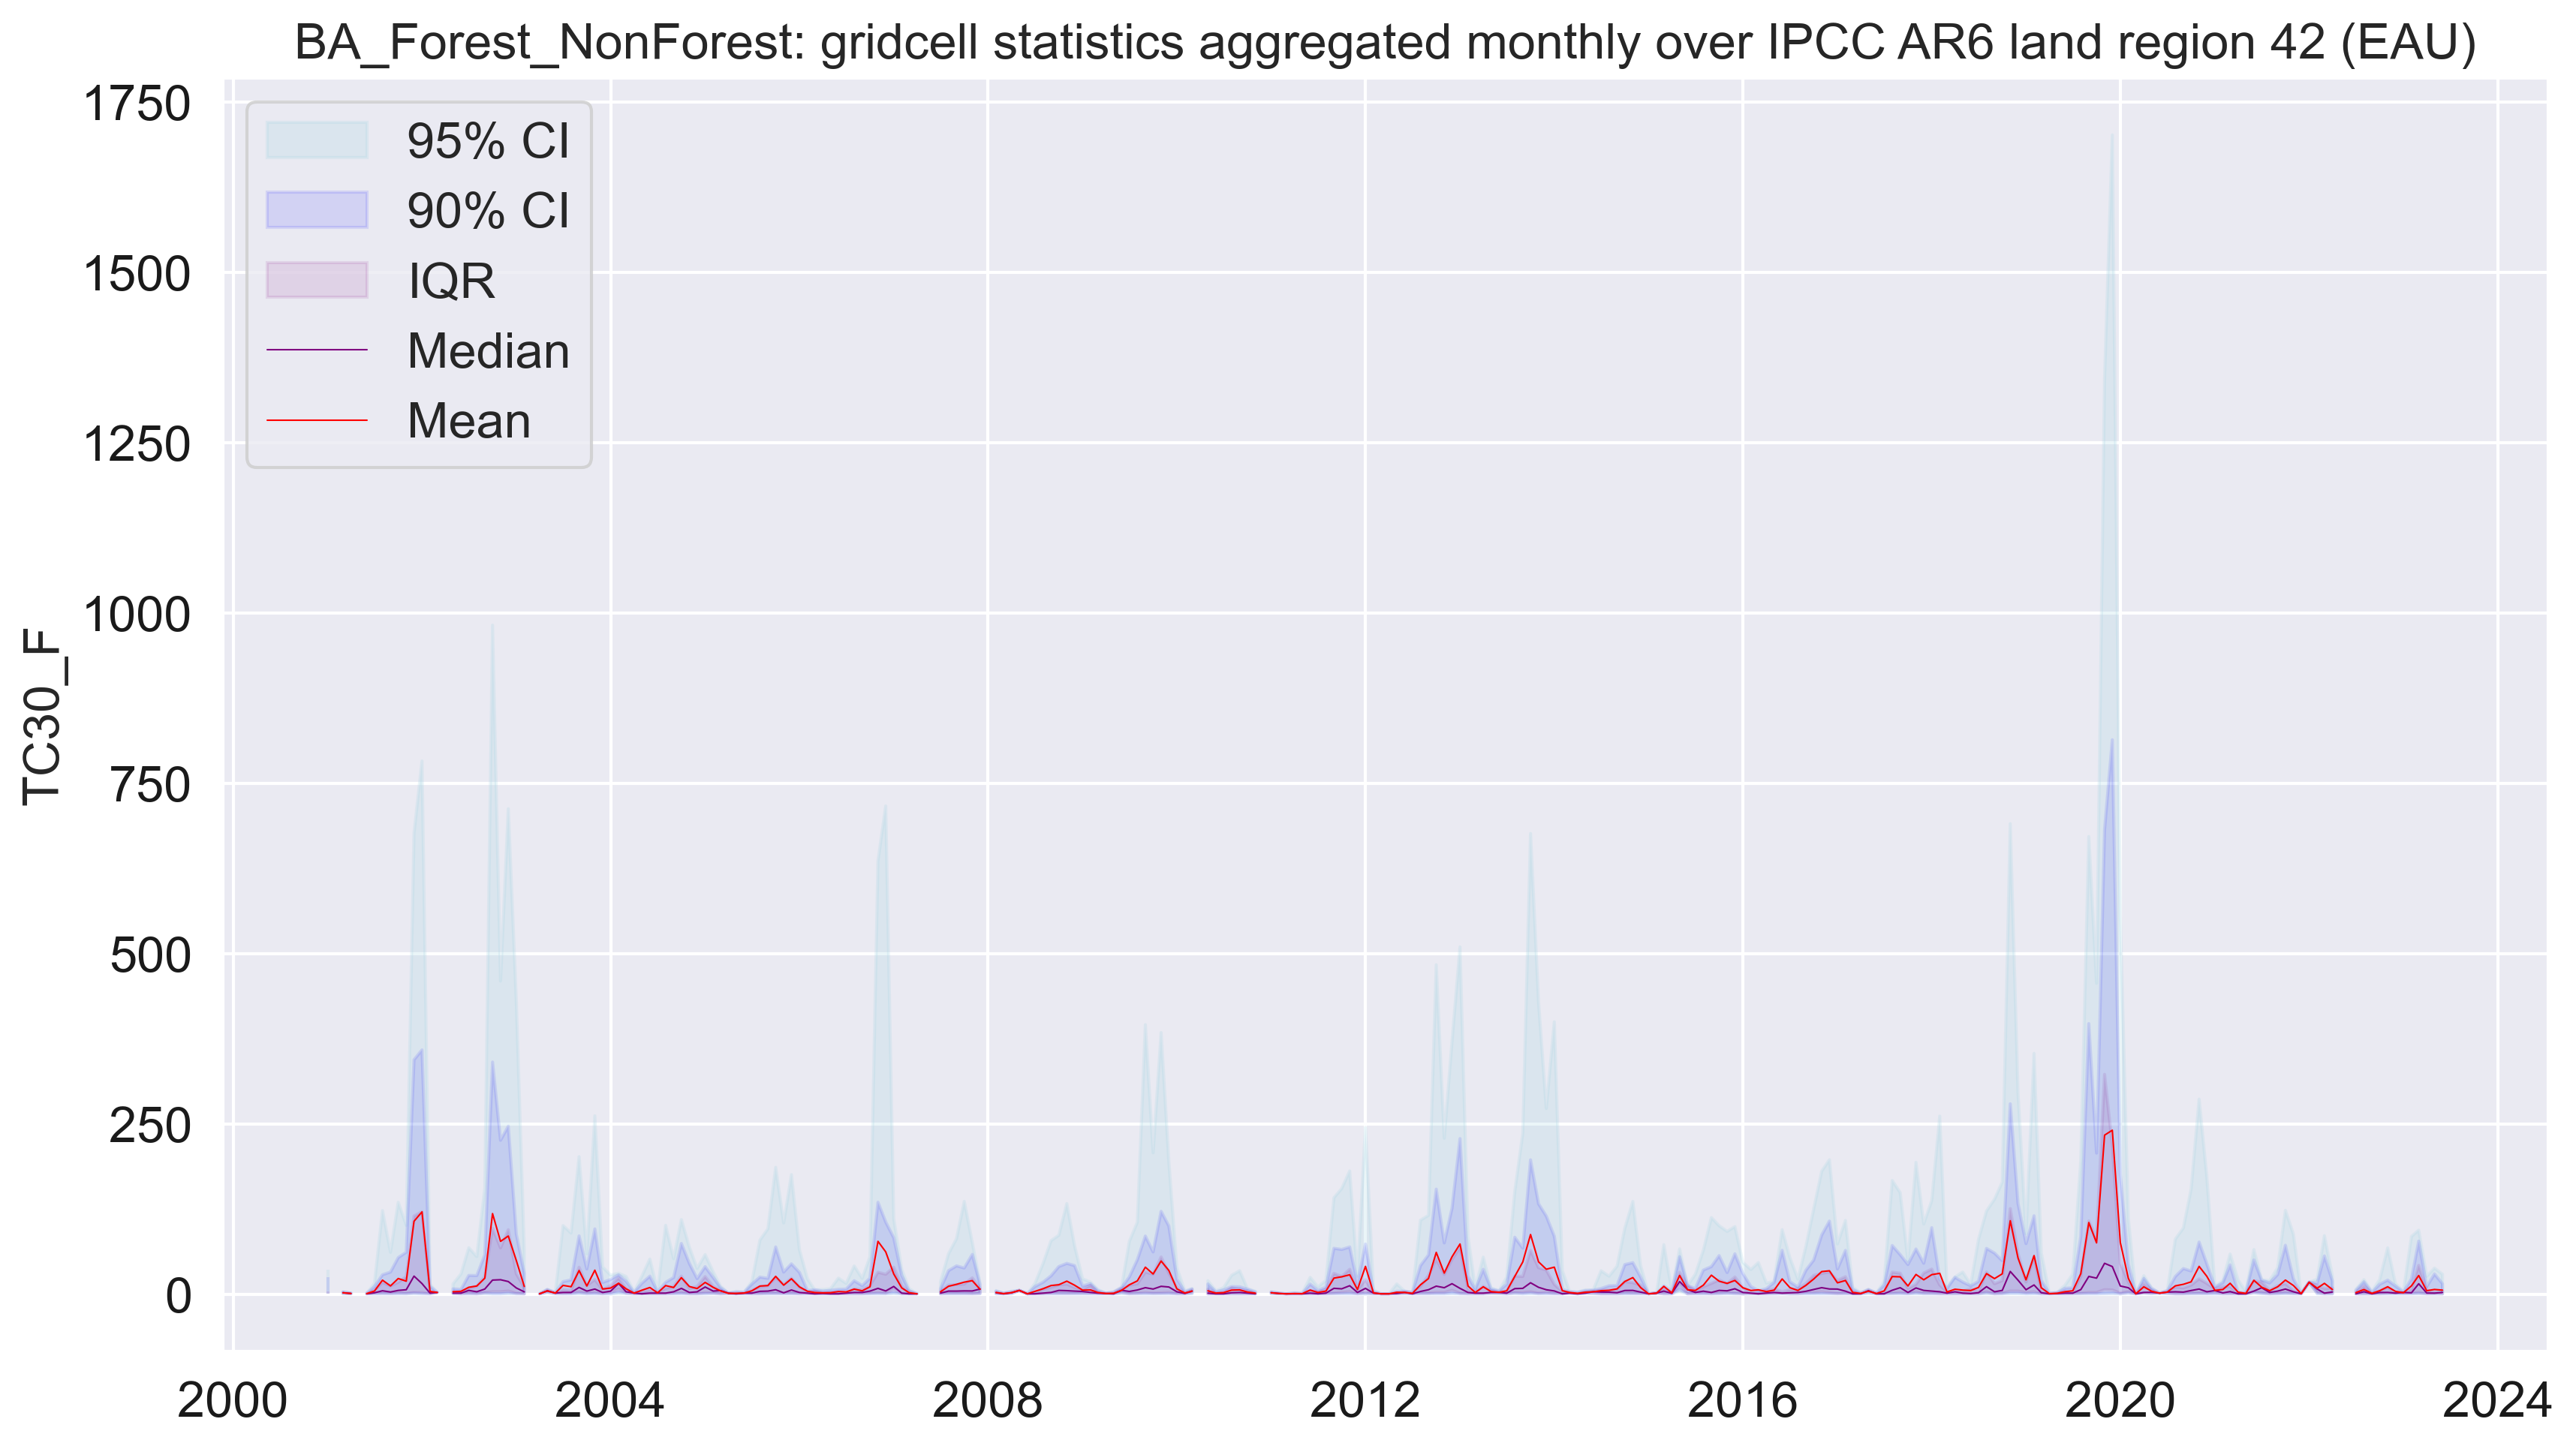 BA_Forest_NonForest: gridcell statistics aggregated monthly over IPCC AR6 land region 42 (EAU)
1750
1500
1250
1000
750
500
250
0
TC30_F
95% CI
90% CI
IQR
Median
Mean
2000 2004 2008 2012 2016 2020 2024